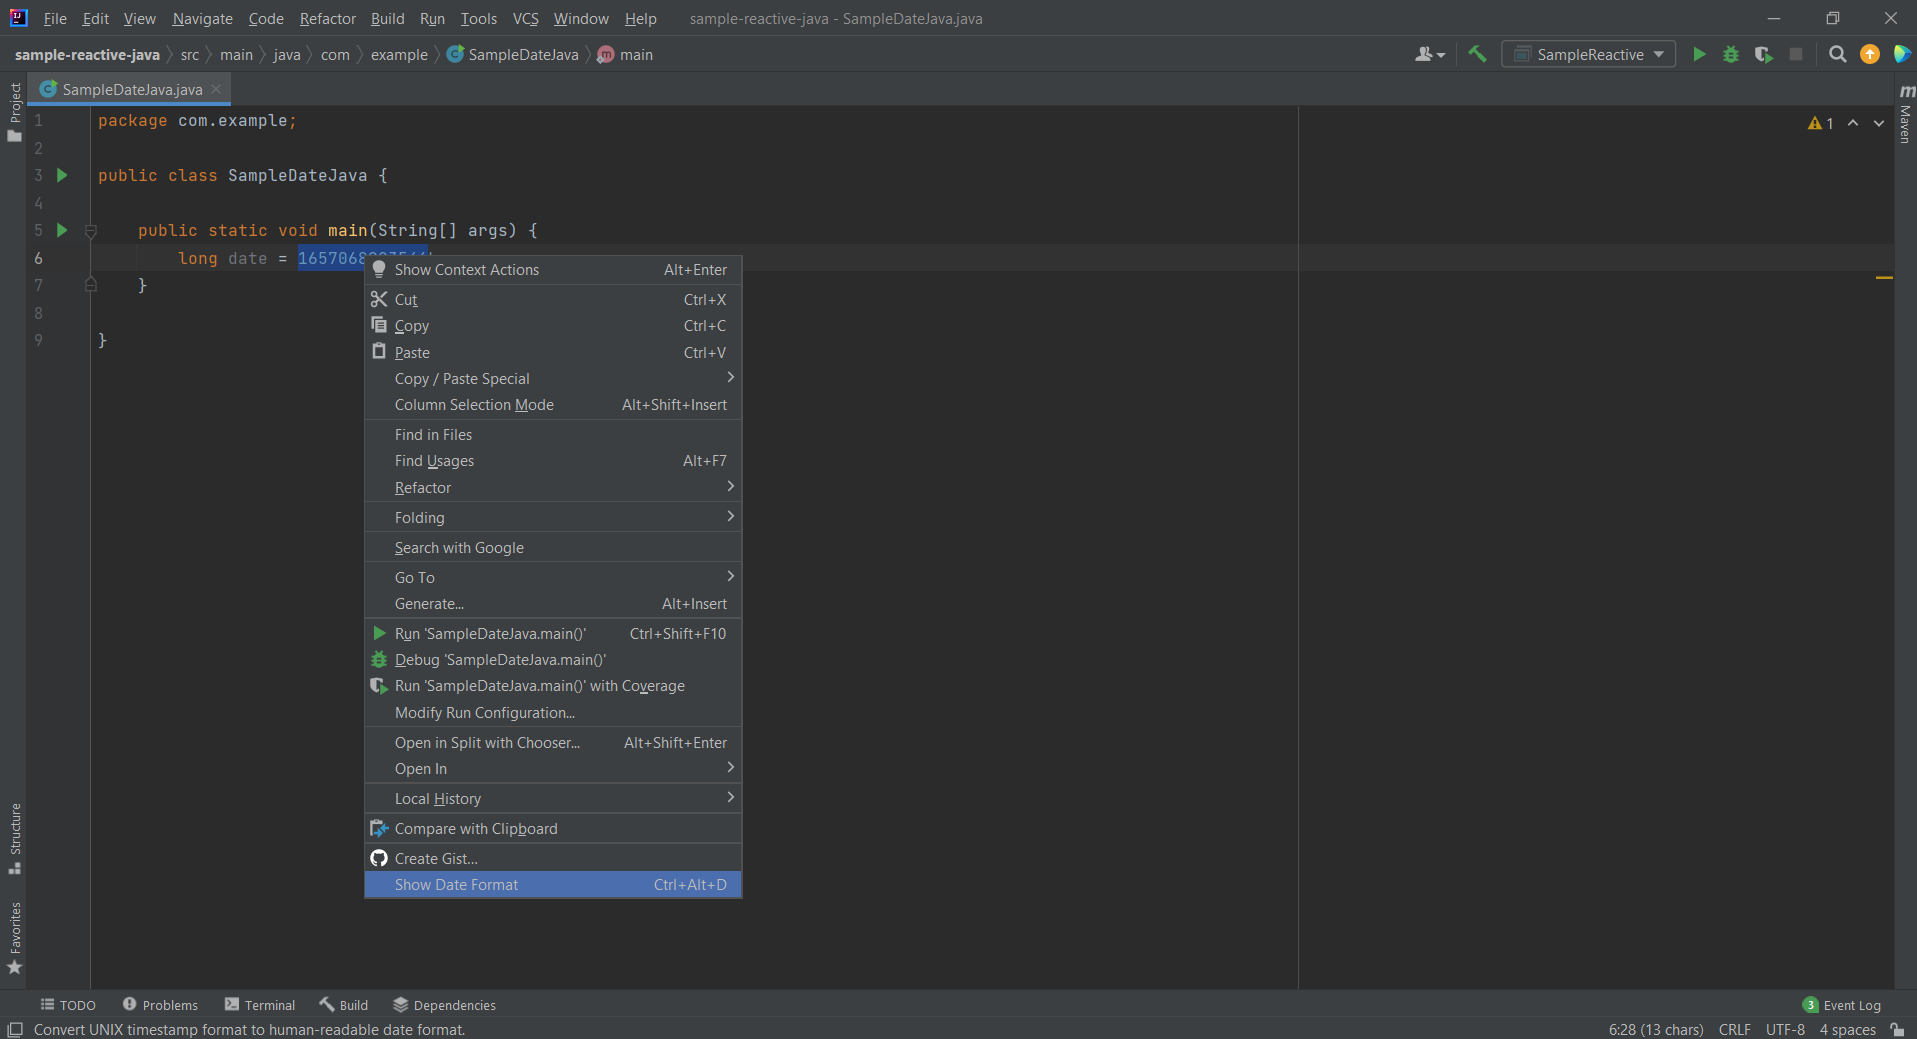 File Edit View Navigate Code Refactor Build Run Tools VCS Window Help sample-reactive-java - SampleDateJava.java
sample-reactive-java src main java com example SampleDateJava main SampleReactive
SampleDateJava.java
Project
Maven
1 package com.example;
1
2
3 public class SampleDateJava {
4
5 public static void main(String[] args) {
6 long date =
7 }
8
9 }
Show Context Actions Alt+Enter
Cut Ctrl+X
Copy Ctrl+C
Paste Ctrl+V
Copy / Paste Special
Column Selection Mode Alt+Shift+Insert
Find in Files
Find Usages Alt+F7
Refactor
Folding
Search with Google
Go To
Generate... Alt+Insert
Run 'SampleDateJava.main()' Ctrl+Shift+F10
Debug 'SampleDateJava.main()'
Run 'SampleDateJava.main()' with Coverage
Modify Run Configuration...
Open in Split with Chooser... Alt+Shift+Enter
Open In
Local History
Compare with Clipboard
Create Gist...
Show Date Format Ctrl+Alt+D
Structure
Favorites
TODO Problems Terminal Build Dependencies 3 Event Log
Convert UNIX timestamp format to human-readable date format. 6:28 (13 chars) CRLF UTF-8 4 spaces